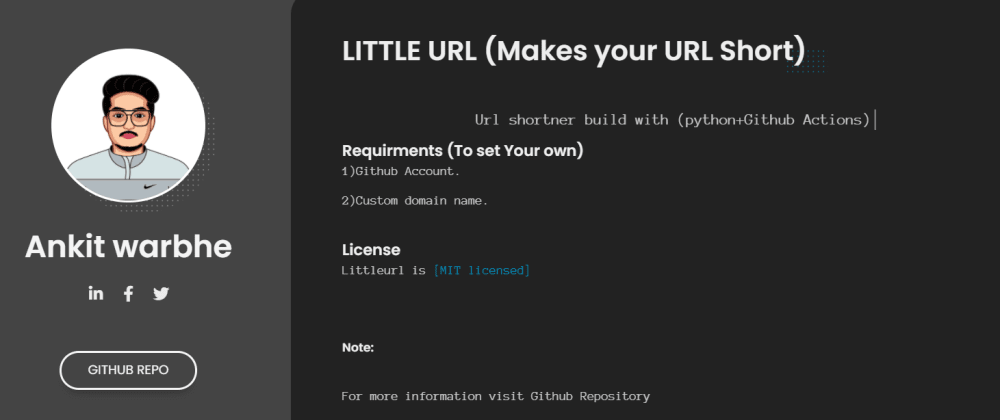 Ankit warbhe
GITHUB REPO
LITTLE URL (Makes your URL Short)
Url shortner build with (python+Github Actions)
Requirments (To set Your own)
1)Github Account.
2)Custom domain name.
License
Littleurl is [MIT licensed]
Note:
For more information visit Github Repository